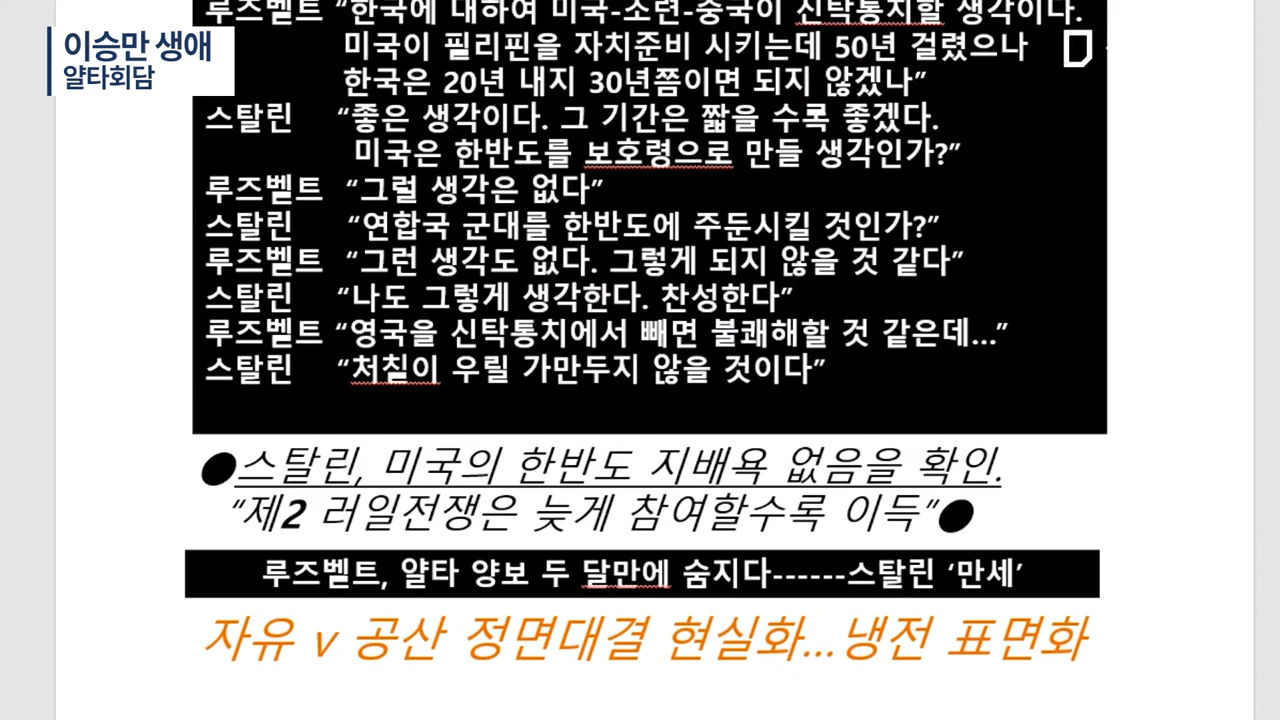 이승만 생애
얄타회담
루즈벨트 “한국에 대하여 미국-소련-중국이 신탁통치할 생각이다.
미국이 필리핀을 자치준비 시키는데 50년 걸렸으나
한국은 20년 내지 30년쯤이면 되지 않겠나”
스탈린 “좋은 생각이다. 그 기간은 짧을 수록 좋겠다.
미국은 한반도를 보호령으로 만들 생각인가?”
루즈벨트 “그럴 생각은 없다”
스탈린 “연합국 군대를 한반도에 주둔시킬 것인가?”
루즈벨트 “그런 생각도 없다. 그렇게 되지 않을 것 같다”
스탈린 “나도 그렇게 생각한다. 찬성한다”
루즈벨트 “영국을 신탁통치에서 빼면 불쾌해할 것 같은데...”
스탈린 “처칠이 우릴 가만두지 않을 것이다”
●스탈린, 미국의 한반도 지배욕 없음을 확인.
“제2 러일전쟁은 늦게 참여할수록 이득”●
루즈벨트, 얄타 양보 두 달만에 숨지다------스탈린 ‘만세’
자유 v 공산 정면대결 현실화...냉전 표면화